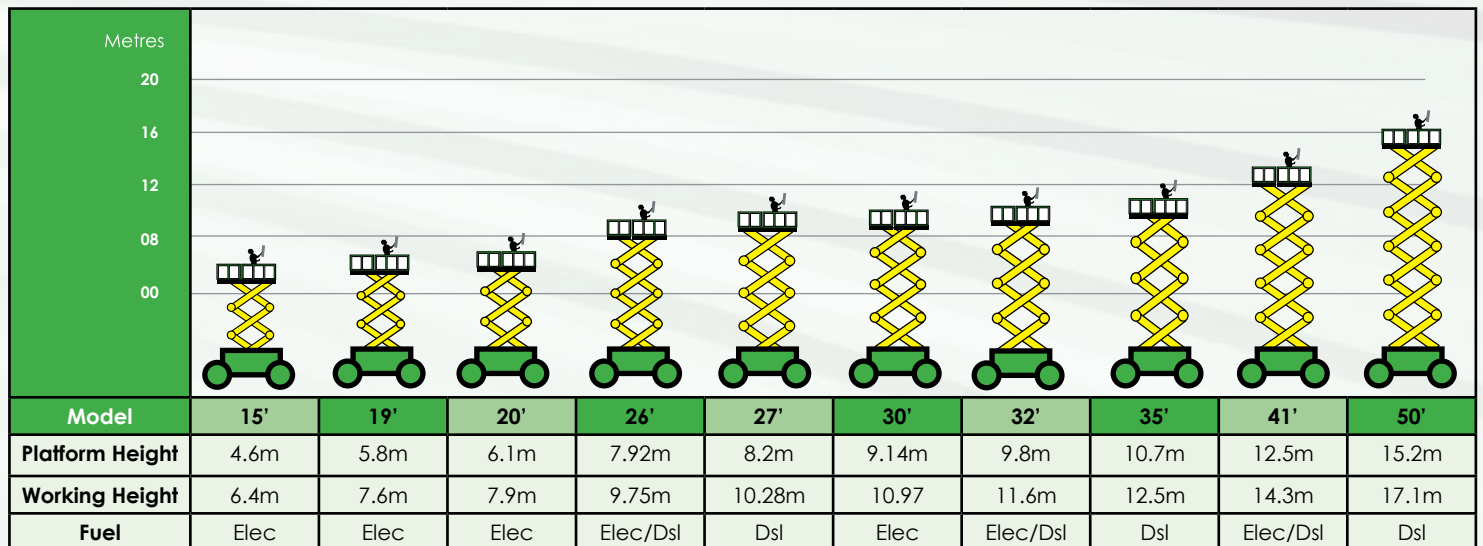 Metres
20
16
12
08
00
Model 15’ 19’ 20’ 26’ 27’ 30’ 32’ 35’ 41’ 50’
Platform Height 4.6m 5.8m 6.1m 7.92m 8.2m 9.14m 9.8m 10.7m 12.5m 15.2m
Working Height 6.4m 7.6m 7.9m 9.75m 10.28m 10.97 11.6m 12.5m 14.3m 17.1m
Fuel Elec Elec Elec Elec/Dsl Dsl Elec Elec/Dsl Dsl Elec/Dsl Dsl